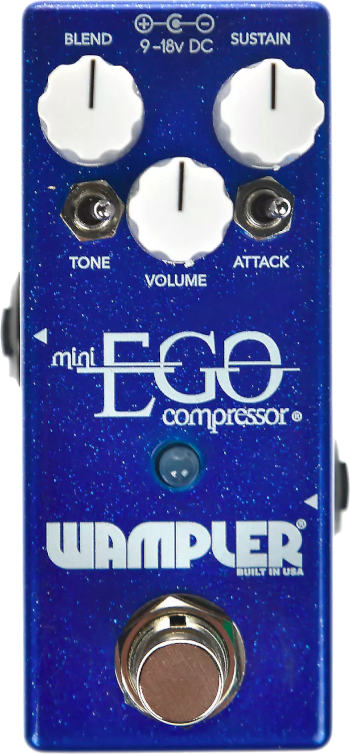 BLEND
SUSTAIN
9-18v DC
TONE
VOLUME
ATTACK
mini EGO
compressor®
WAMPLER®
BUILT IN USA